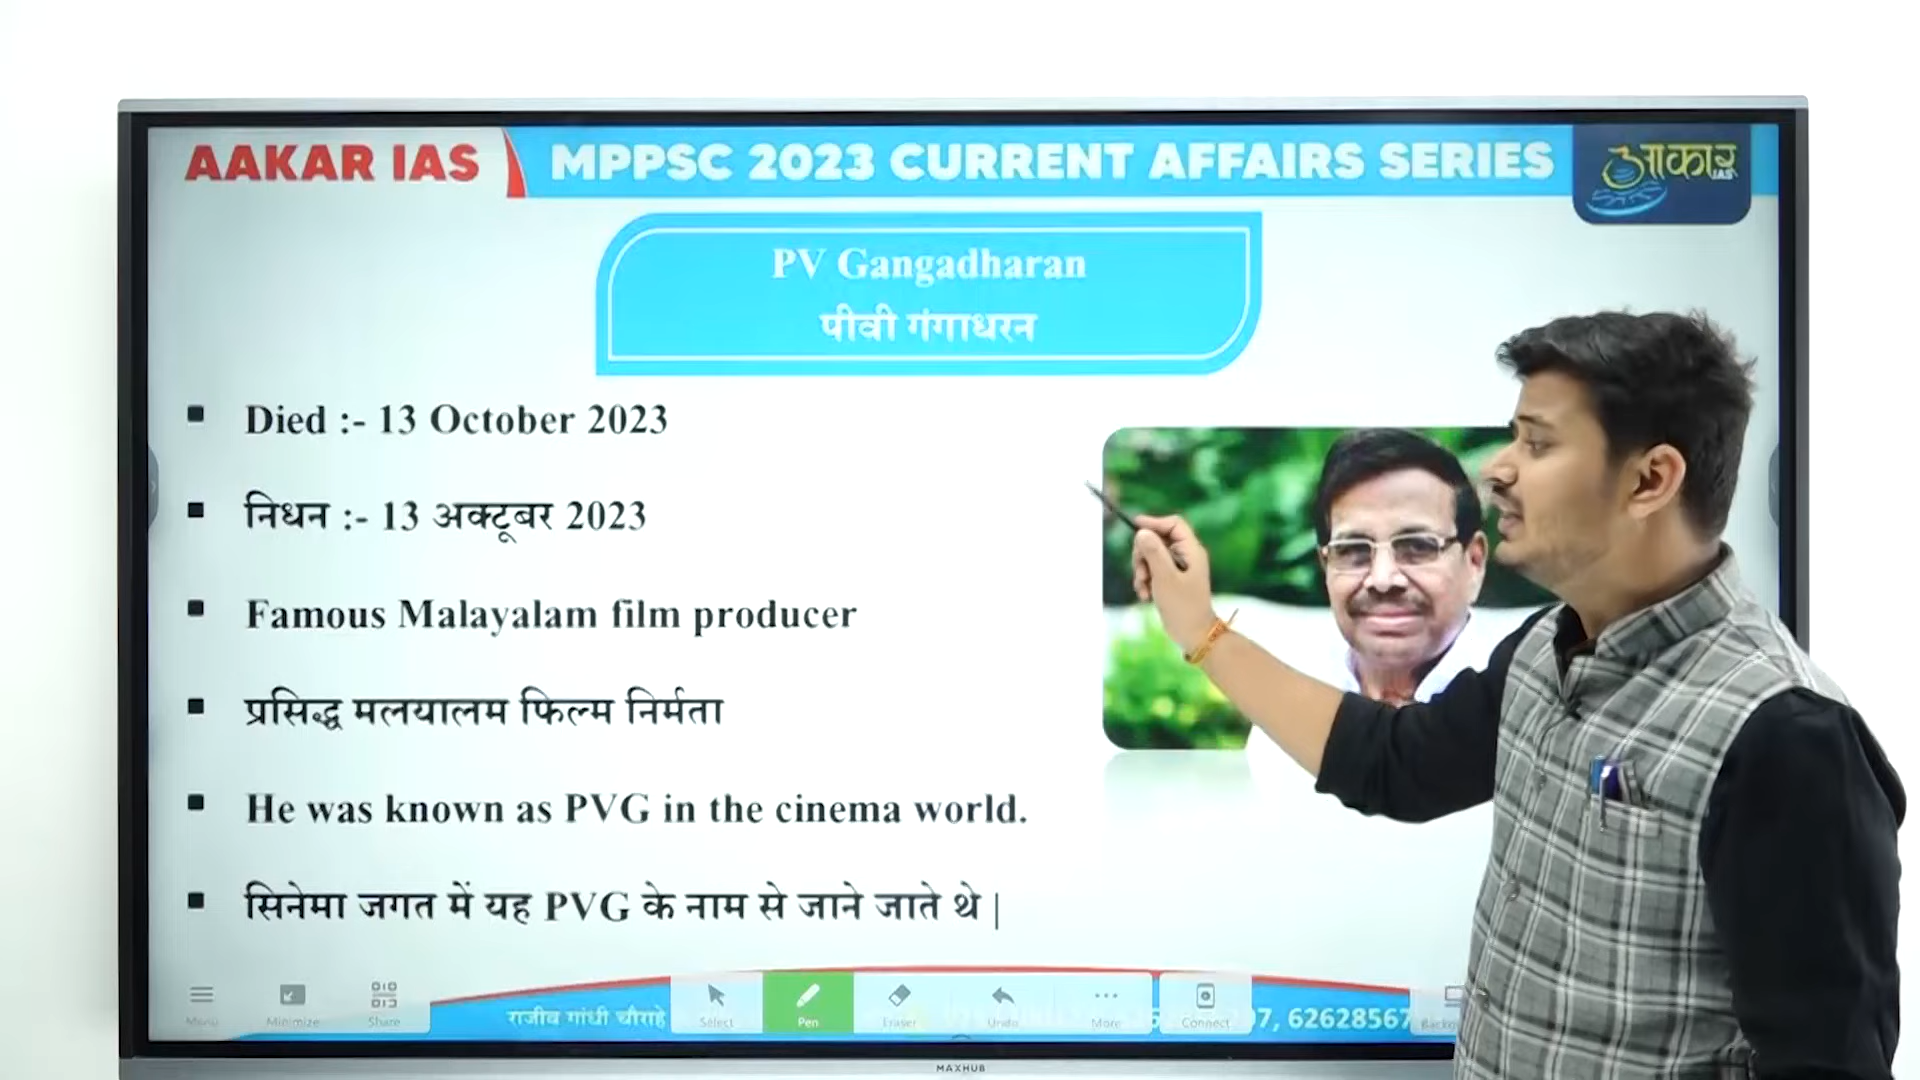 AAKAR IAS
MPPSC 2023 CURRENT AFFAIRS SERIES
आकार
IAS
PV Gangadharan
पीवी गंगाधरन
Died :- 13 October 2023
निधन :- 13 अक्टूबर 2023
Famous Malayalam film producer
प्रसिद्ध मलयालम फिल्म निर्मता
He was known as PVG in the cinema world.
सिनेमा जगत में यह PVG के नाम से जाने जाते थे |
Menu
Minimize
Share
राजीव गांधी चौराहे
Select
Pen
Eraser
Undo
More
Connect
MAXHUB